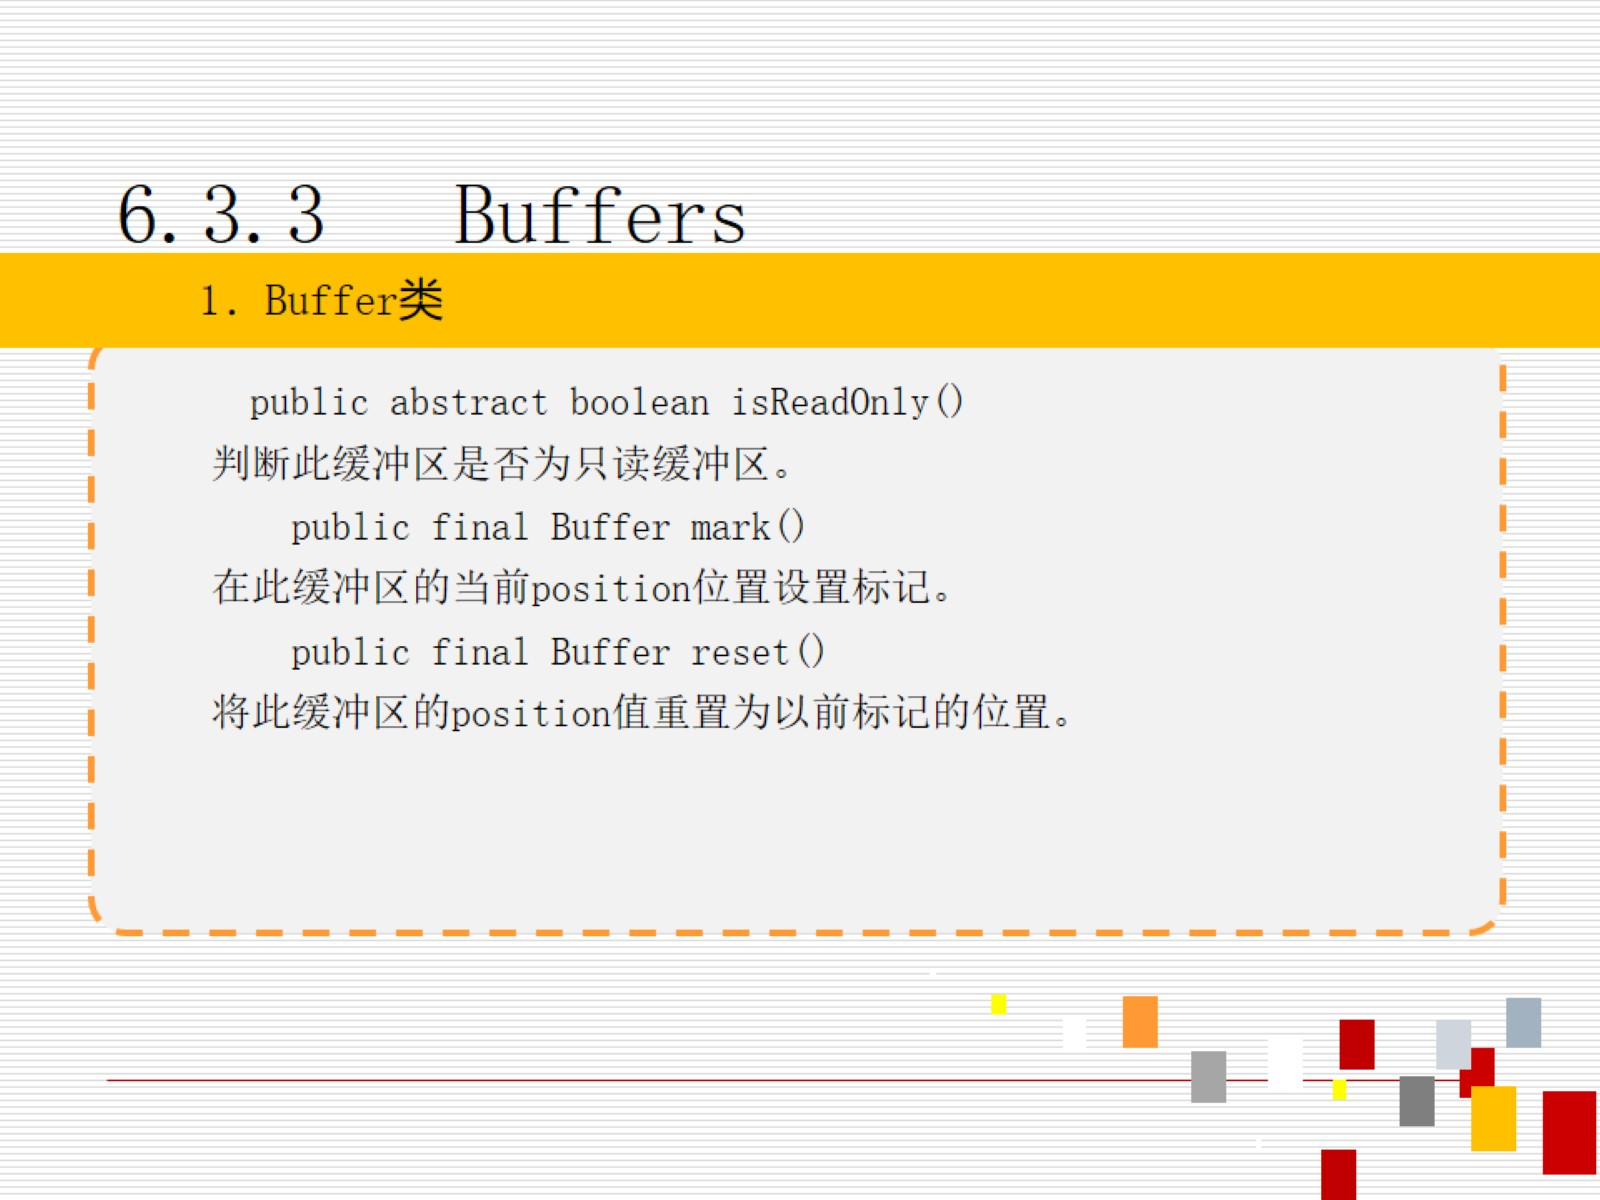 6.3.3 Buffers
1. Buffer类
public abstract boolean isReadOnly()
判断此缓冲区是否为只读缓冲区。
public final Buffer mark()
在此缓冲区的当前position位置设置标记。
public final Buffer reset()
将此缓冲区的position值重置为以前标记的位置。